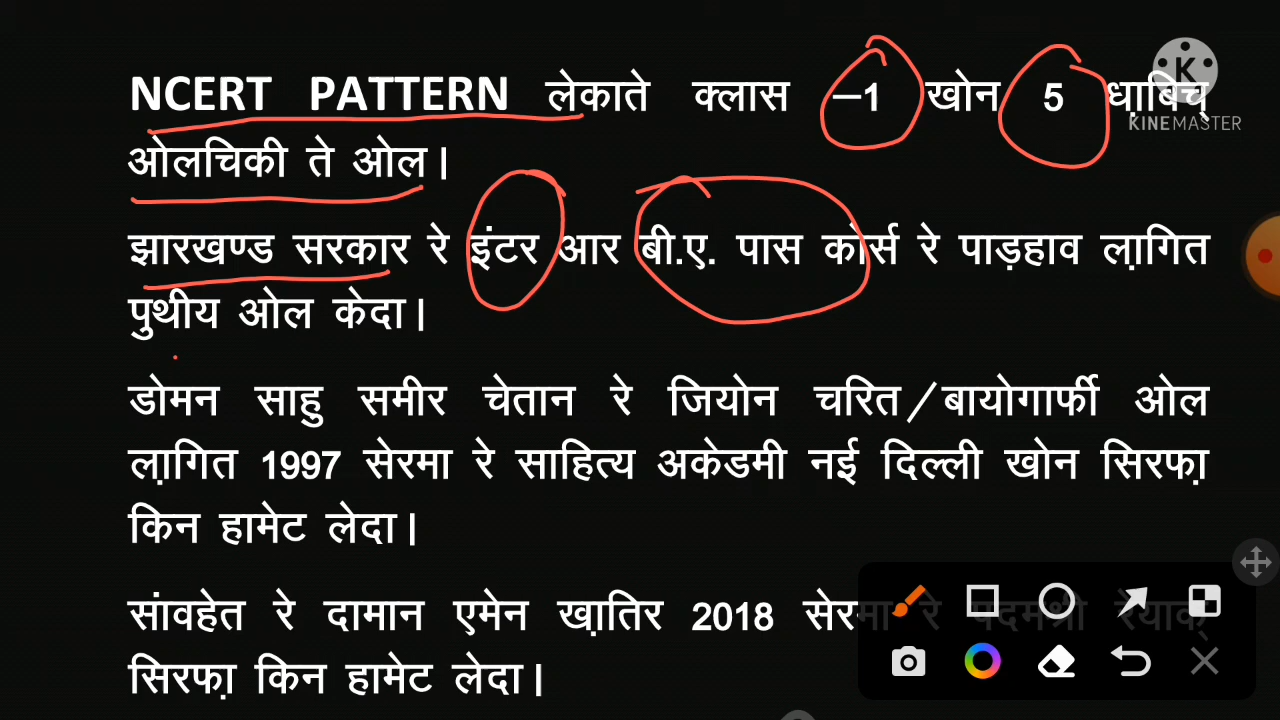 NCERT PATTERN लेकाते क्लास –1 खोन 5 धा़बिच्
ओलचिकी ते ओल।
झारखण्ड सरकार रे इंटर आर बी.ए. पास कोर्स रे पाड़हाव ला़गित
पुथीय ओल केदा।
डोमन साहु समीर चेतान रे जियोन चरित/बायोगार्फी ओल
ला़गित 1997 सेरमा रे साहित्य अकेडमी नई दिल्ली खोन सिरफा़
किन हामेट लेदा।
सांवहेत रे दामान एमेन खा़तिर 2018 सेरमा रे पदमश्री रेयाक्
सिरफा़ किन हामेट लेदा।
K
KINEMASTER